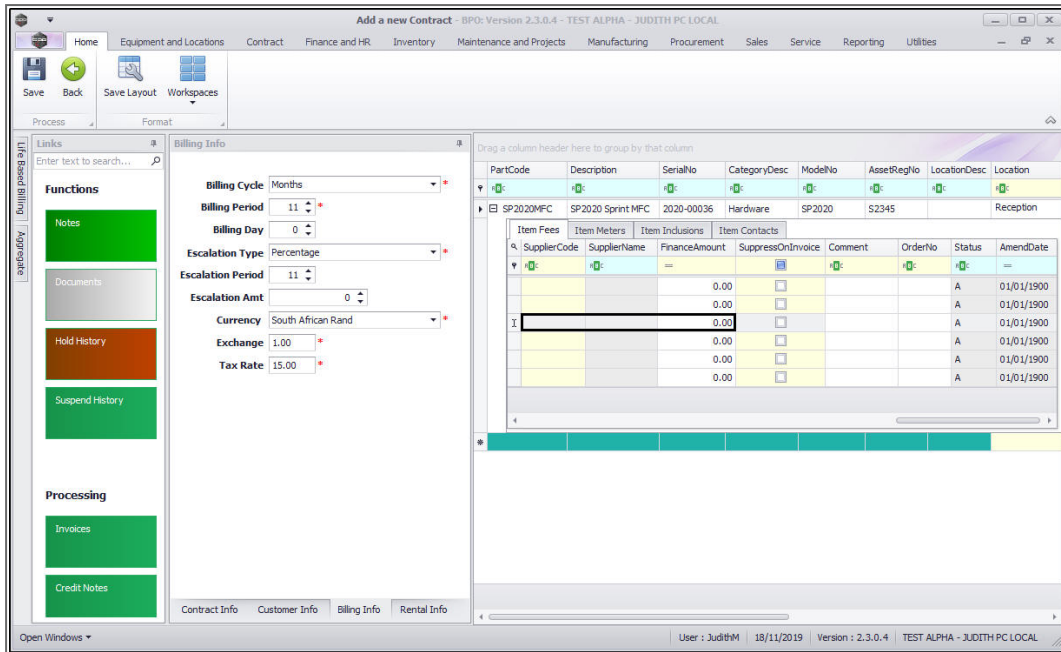 Add a new Contract - BPO: Version 2.3.0.4 - TEST ALPHA - JUDITH PC LOCAL
Home Equipment and Locations Contract Finance and HR Inventory Maintenance and Projects Manufacturing Procurement Sales Service Reporting Utilities
Save Back Save Layout Workspaces
Process Format
Life Based Billing
Aggregate
Links
Enter text to search...
Functions
Notes
Documents
Hold History
Suspend History
Processing
Invoices
Credit Notes
Billing Info
Billing Cycle Months *
Billing Period 11 *
Billing Day 0
Escalation Type Percentage *
Escalation Period 11
Escalation Amt 0
Currency South African Rand *
Exchange 1.00 *
Tax Rate 15.00 *
Contract Info Customer Info Billing Info Rental Info
Drag a column header here to group by that column
PartCode Description SerialNo CategoryDesc ModelNo AssetRegNo LocationDesc Location
SP2020MFC SP2020 Sprint MFC 2020-00036 Hardware SP2020 S2345 Reception
Item Fees Item Meters Item Inclusions Item Contacts
SupplierCode SupplierName FinanceAmount SuppressOnInvoice Comment OrderNo Status AmendDate
=  =
0.00 A 01/01/1900
0.00 A 01/01/1900
0.00 A 01/01/1900
0.00 A 01/01/1900
0.00 A 01/01/1900
0.00 A 01/01/1900
Open Windows User : JudithM 18/11/2019 Version : 2.3.0.4 TEST ALPHA - JUDITH PC LOCAL